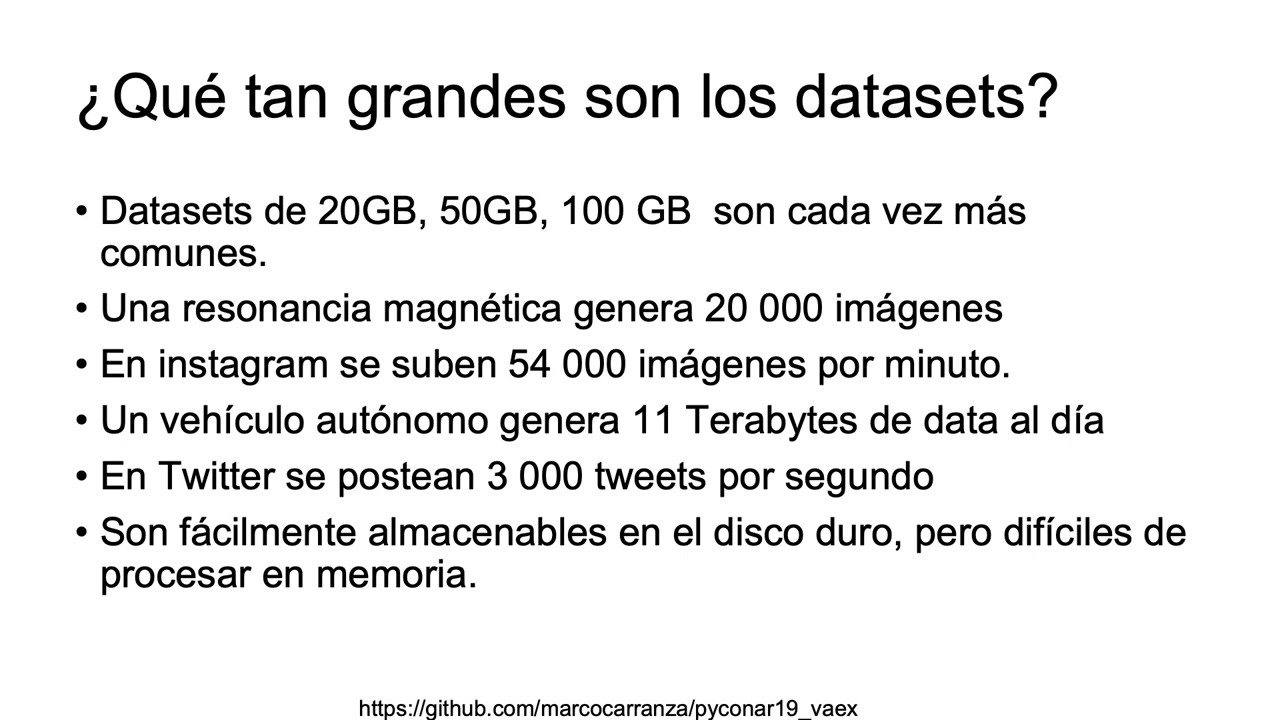 ¿Qué tan grandes son los datasets?
• Datasets de 20GB, 50GB, 100 GB  son cada vez más
comunes.
• Una resonancia magnética genera 20 000 imágenes
• En instagram se suben 54 000 imágenes por minuto.
• Un vehículo autónomo genera 11 Terabytes de data al día
• En Twitter se postean 3 000 tweets por segundo
• Son fácilmente almacenables en el disco duro, pero difíciles de
procesar en memoria.
https://github.com/marcocarranza/pyconar19_vaex